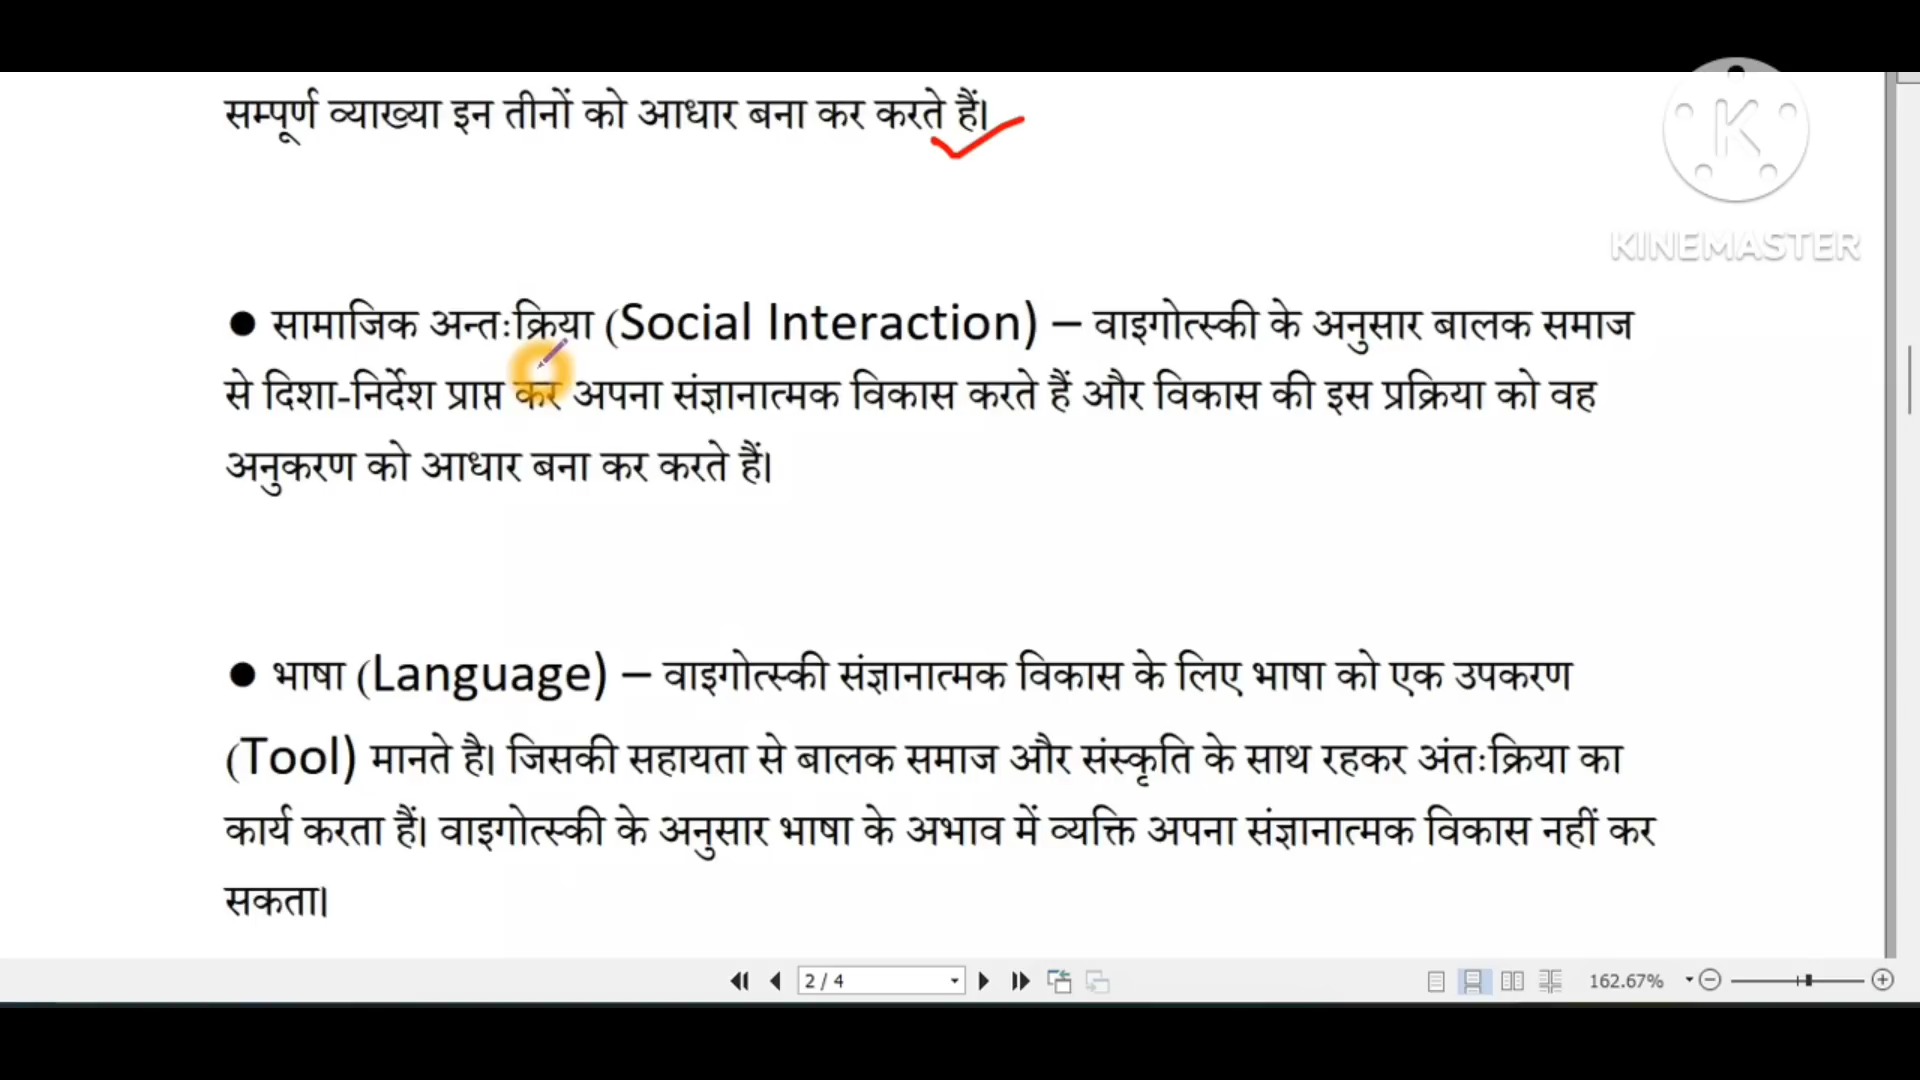 सम्पूर्ण व्याख्या इन तीनों को आधार बना कर करते हैं।
K
KINEMASTER
● सामाजिक अन्तःक्रिया (Social Interaction) – वाइगोत्स्की के अनुसार बालक समाज
से दिशा-निर्देश प्राप्त कर अपना संज्ञानात्मक विकास करते हैं और विकास की इस प्रक्रिया को वह
अनुकरण को आधार बना कर करते हैं।
● भाषा (Language) – वाइगोत्स्की संज्ञानात्मक विकास के लिए भाषा को एक उपकरण
(Tool) मानते है। जिसकी सहायता से बालक समाज और संस्कृति के साथ रहकर अंतःक्रिया का
कार्य करता हैं। वाइगोत्स्की के अनुसार भाषा के अभाव में व्यक्ति अपना संज्ञानात्मक विकास नहीं कर
सकता।
2 / 4
162.67%